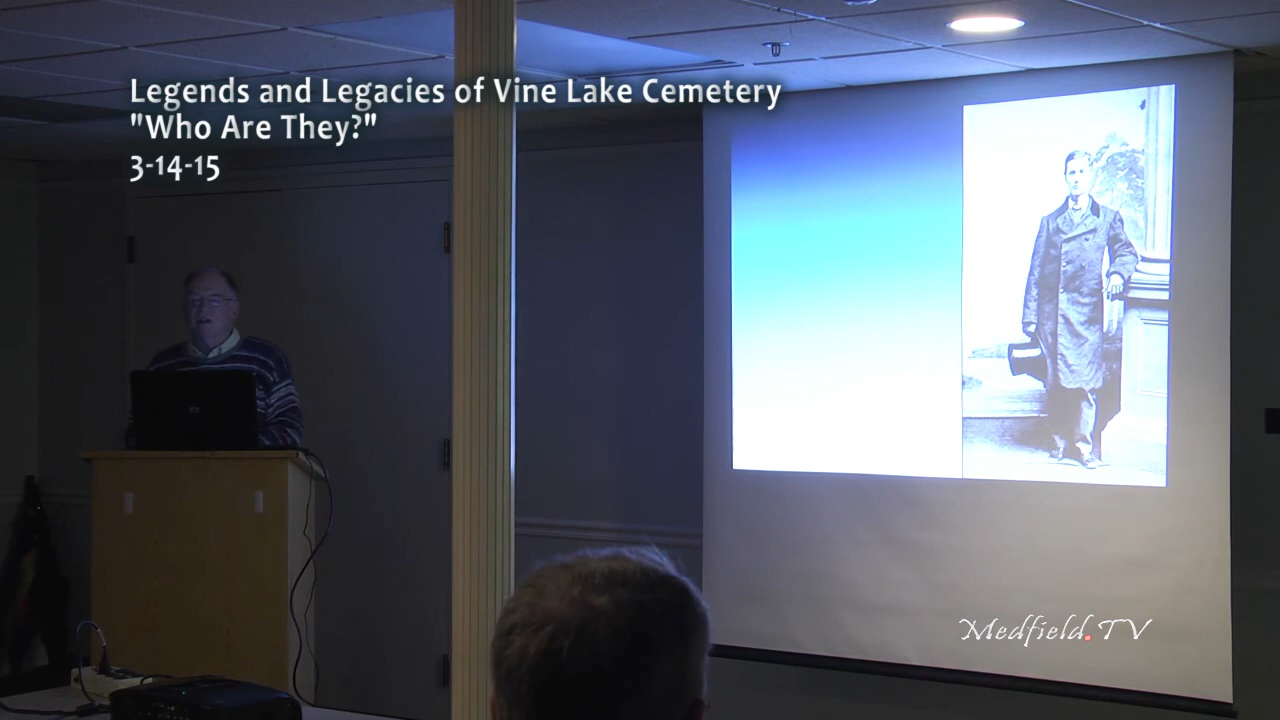 Legends and Legacies of Vine Lake Cemetery
"Who Are They?"
3-14-15
Medfield.TV